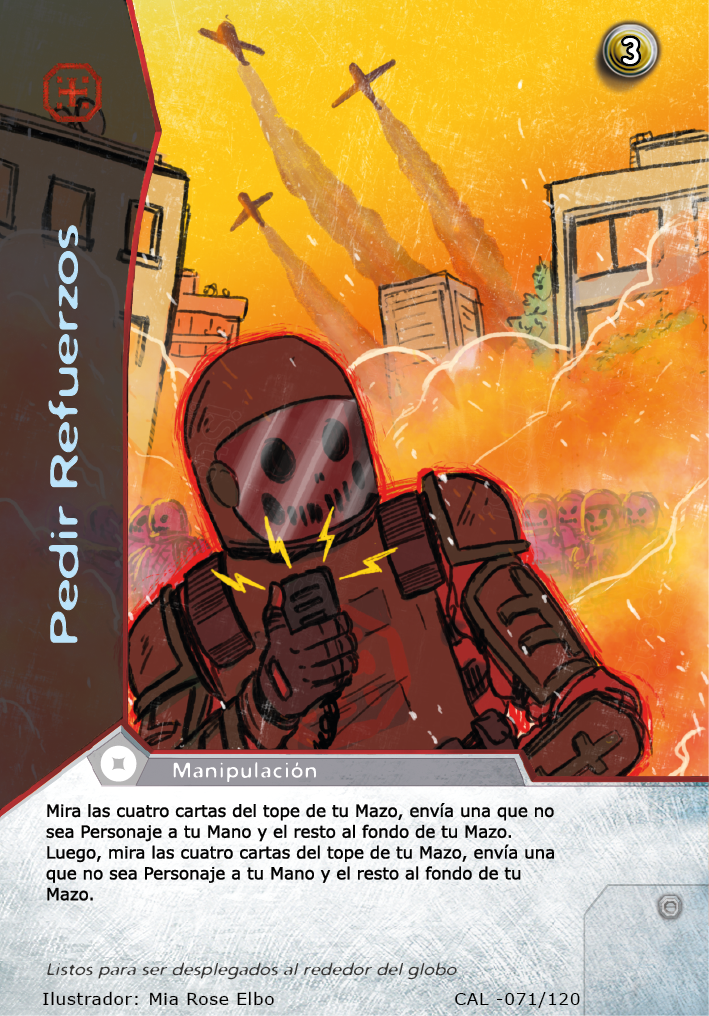 3
Pedir Refuerzos
Manipulación
Mira las cuatro cartas del tope de tu Mazo, envía una que no
sea Personaje a tu Mano y el resto al fondo de tu Mazo.
Luego, mira las cuatro cartas del tope de tu Mazo, envía una
que no sea Personaje a tu Mano y el resto al fondo de tu
Mazo.
Listos para ser desplegados al rededor del globo
Ilustrador: Mia Rose Elbo
CAL -071/120